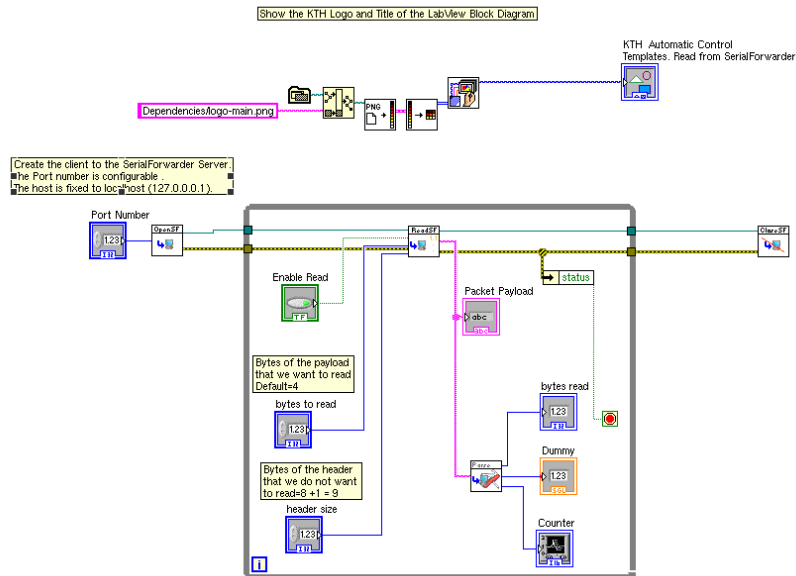 Show the KTH Logo and Title of the LabView Block Diagram
KTH Automatic Control
Templates. Read from SerialForwarder
Dependencies/logo-main.png
PNG
Create the client to the SerialForwarder Server.
The Port number is configurable .
The host is fixed to localhost (127.0.0.0.1).
Port Number
1.23
OpenSF
ReadSF
CloseSF
Enable Read
TF
status
Packet Payload
abc
abc
Bytes of the payload
that we want to read
Default=4
bytes to read
1.23
bytes read
1.23
Dummy
1.23
SGL
Parse
Bytes of the header
that we do not want
to read=8 +1 = 9
header size
1.23
Counter
i